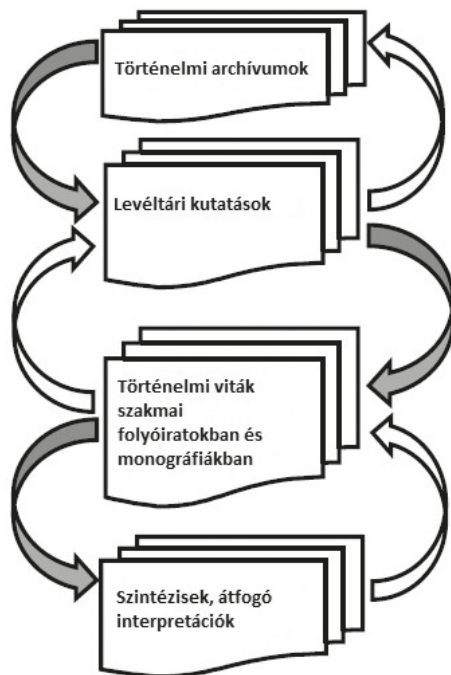 Történelmi archívumok
Levéltári kutatások
Történelmi viták
szakmai
folyóiratokban és
monográfiákban
Szintézisek, átfogó
interpretációk